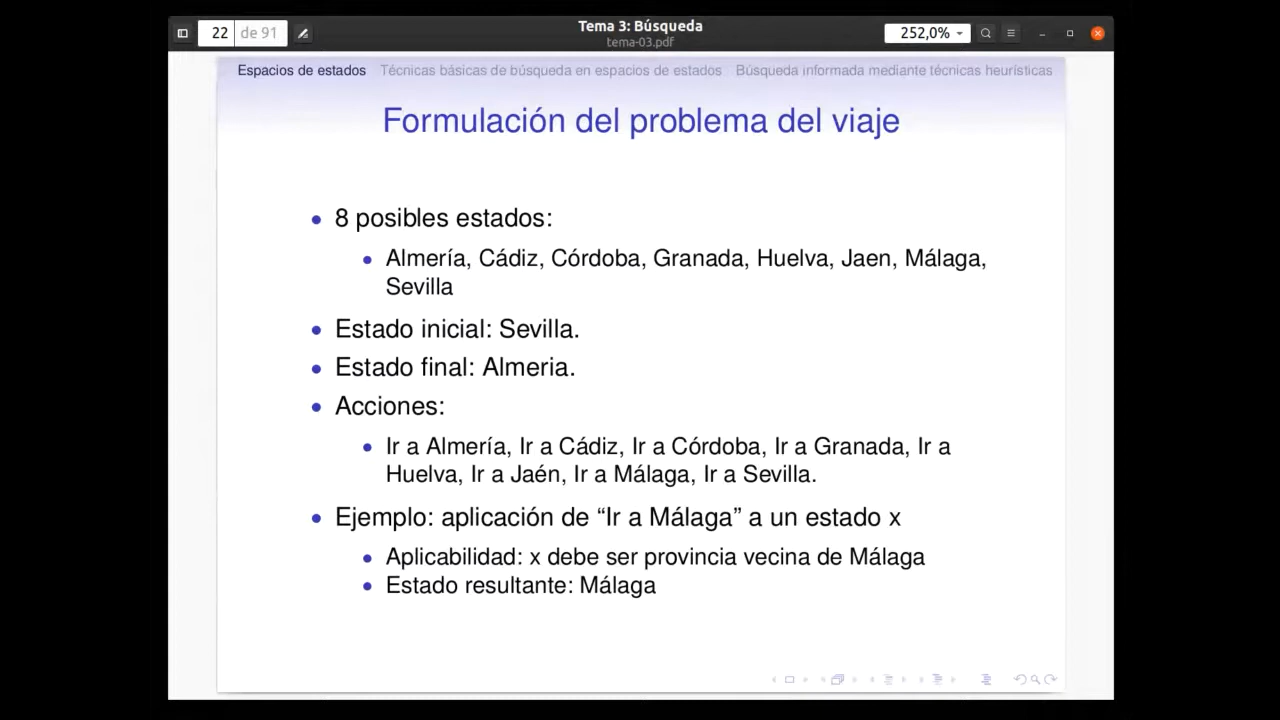 22 de 91
Tema 3: Búsqueda
tema-03.pdf
252,0%
Espacios de estados Técnicas básicas de búsqueda en espacios de estados Búsqueda informada mediante técnicas heurísticas
Formulación del problema del viaje
8 posibles estados:
Almería, Cádiz, Córdoba, Granada, Huelva, Jaen, Málaga,
Sevilla
Estado inicial: Sevilla.
Estado final: Almeria.
Acciones:
Ir a Almería, Ir a Cádiz, Ir a Córdoba, Ir a Granada, Ir a
Huelva, Ir a Jaén, Ir a Málaga, Ir a Sevilla.
Ejemplo: aplicación de “Ir a Málaga” a un estado x
Aplicabilidad: x debe ser provincia vecina de Málaga
Estado resultante: Málaga